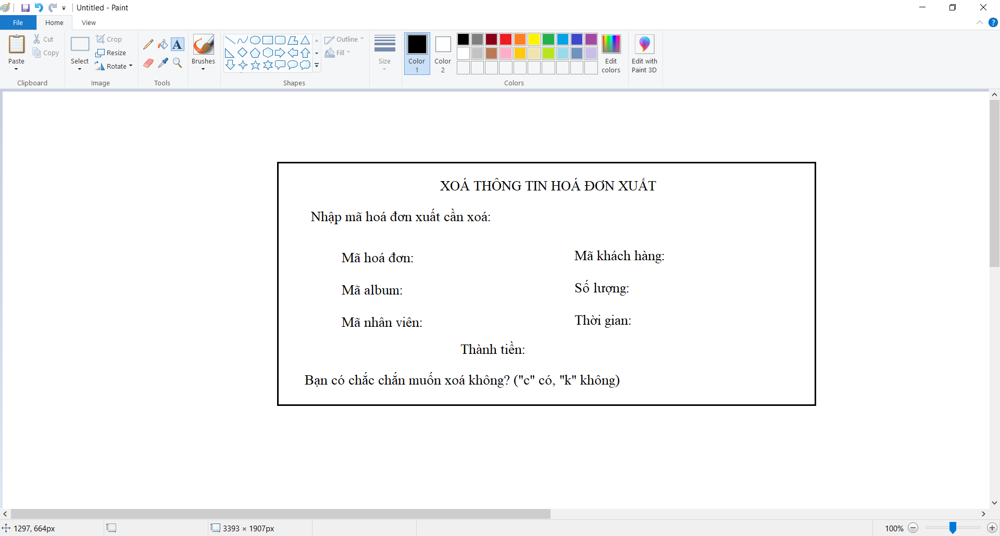 Untitled - Paint
File Home View
Paste Cut Copy
Clipboard
Select Crop Resize Rotate
Image
A
Tools
Brushes
Outline Fill
Shapes
Size
Color 1 Color 2
Edit colors
Colors
Edit with Paint 3D
XOÁ THÔNG TIN HOÁ ĐƠN XUẤT
Nhập mã hoá đơn xuất cần xoá:
Mã hoá đơn: Mã khách hàng:
Mã album: Số lượng:
Mã nhân viên: Thời gian:
Thành tiền:
Bạn có chắc chắn muốn xoá không? ("c" có, "k" không)
1297, 664px 3393 × 1907px 100%